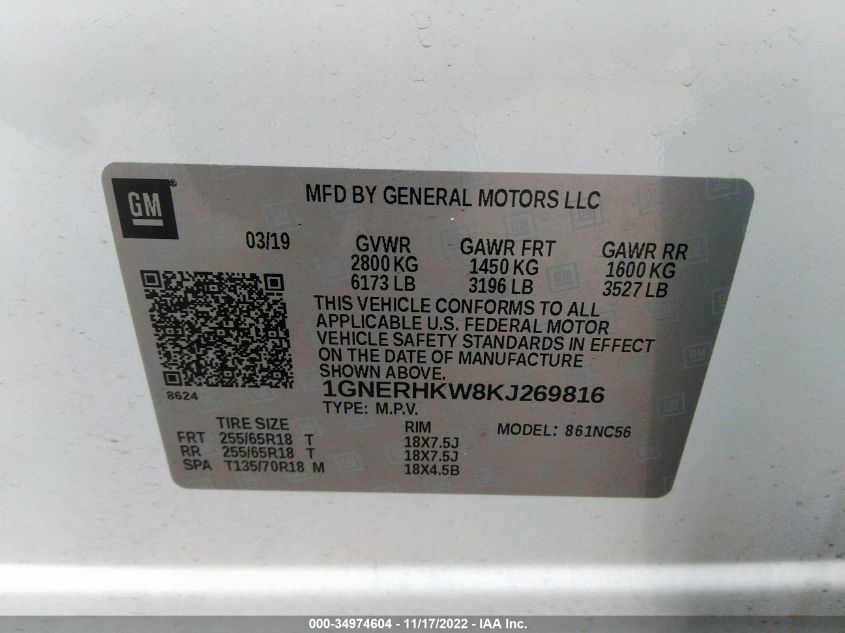 GM
MFD BY GENERAL MOTORS LLC
03/19 GVWR GAWR FRT GAWR RR
2800 KG 1450 KG 1600 KG
6173 LB 3196 LB 3527 LB
THIS VEHICLE CONFORMS TO ALL
APPLICABLE U.S. FEDERAL MOTOR
VEHICLE SAFETY STANDARDS IN EFFECT
ON THE DATE OF MANUFACTURE
SHOWN ABOVE.
8624
1GNERHKW8KJ269816
TYPE: M.P.V.
TIRE SIZE RIM MODEL: 861NC56
FRT 255/65R18 T 18X7.5J
RR 255/65R18 T 18X7.5J
SPA T135/70R18 M 18X4.5B
000-34974604 - 11/17/2022 - IAA Inc.